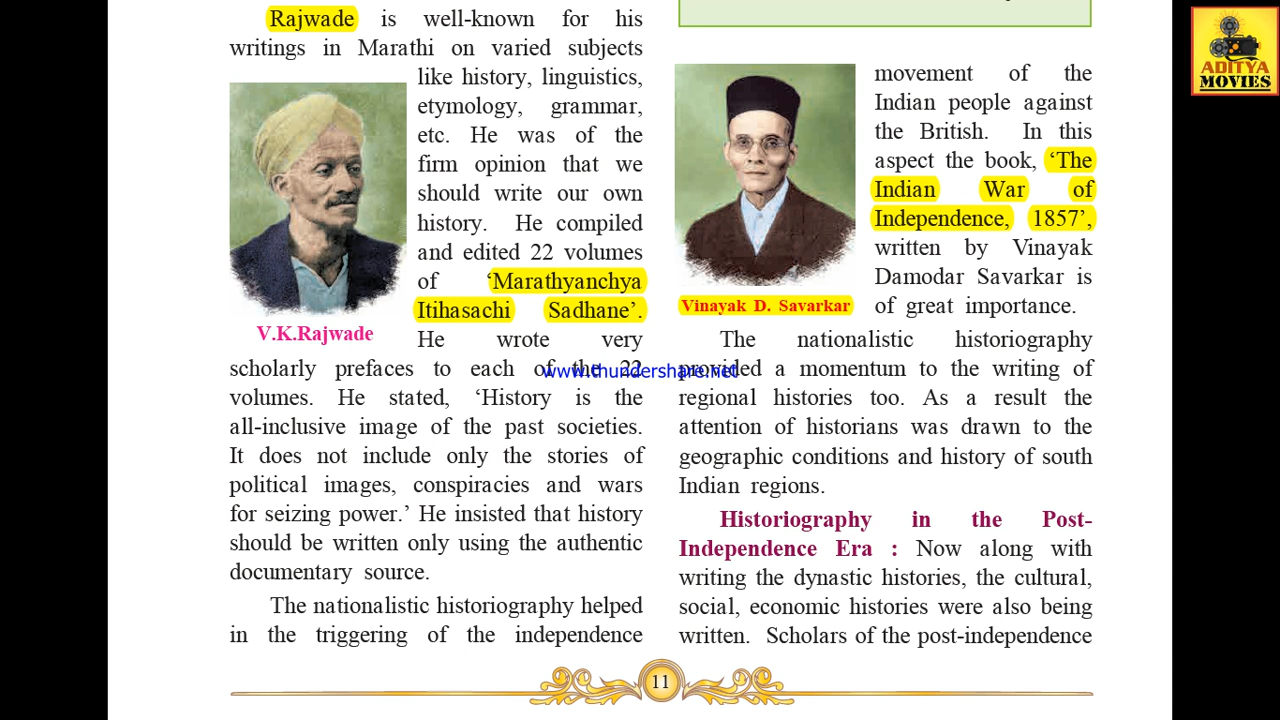 Rajwade is well-known for his
writings in Marathi on varied subjects
like history, linguistics,
etymology, grammar,
etc. He was of the
firm opinion that we
should write our own
history. He compiled
and edited 22 volumes
of ‘Marathyanchya
Itihasachi Sadhane’.
He wrote very
V.K.Rajwade
scholarly prefaces to each of the 22
volumes. He stated, ‘History is the
all-inclusive image of the past societies.
It does not include only the stories of
political images, conspiracies and wars
for seizing power.’ He insisted that history
should be written only using the authentic
documentary source.
The nationalistic historiography helped
in the triggering of the independence
movement of the
Indian people against
the British. In this
aspect the book, ‘The
Indian War of
Independence, 1857’,
written by Vinayak
Damodar Savarkar is
of great importance.
Vinayak D. Savarkar
The nationalistic historiography
provided a momentum to the writing of
regional histories too. As a result the
attention of historians was drawn to the
geographic conditions and history of south
Indian regions.
Historiography in the Post-
Independence Era : Now along with
writing the dynastic histories, the cultural,
social, economic histories were also being
written. Scholars of the post-independence
11
www.thundershare.net
ADITYA
MOVIES